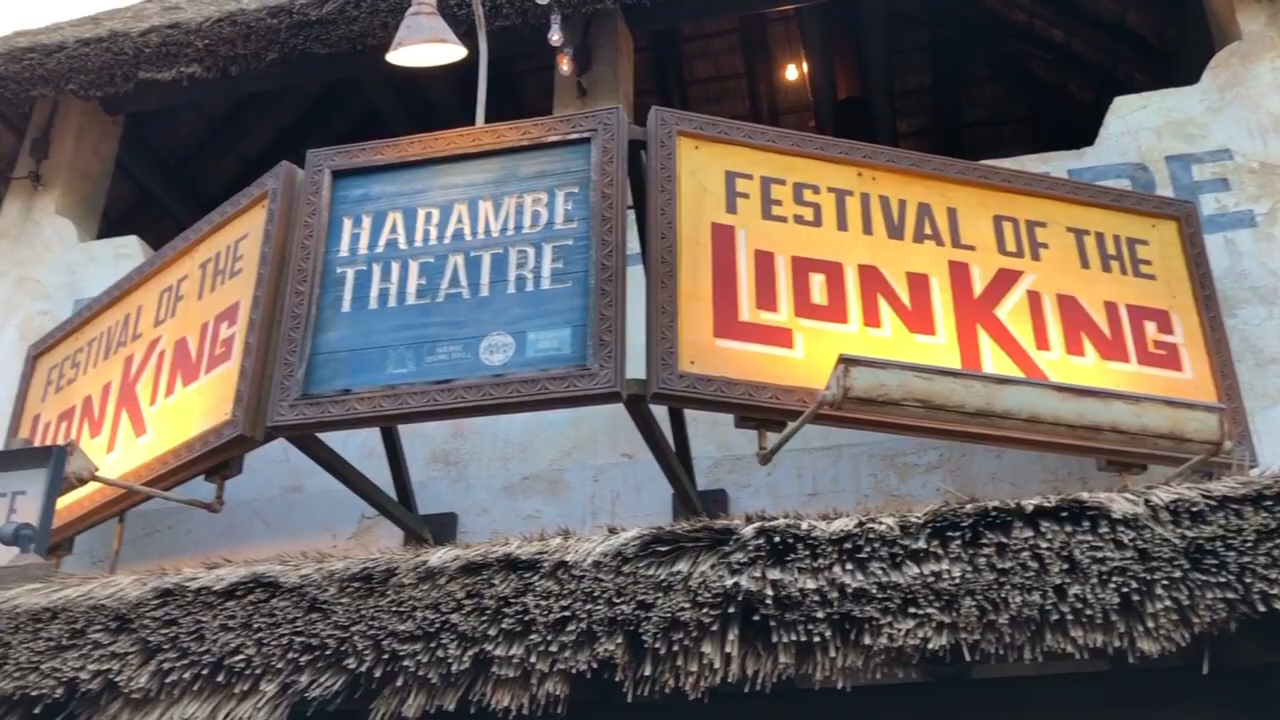 FESTIVAL OF THE
LION KING
HARAMBE
THEATRE
FESTIVAL OF THE
LION KING